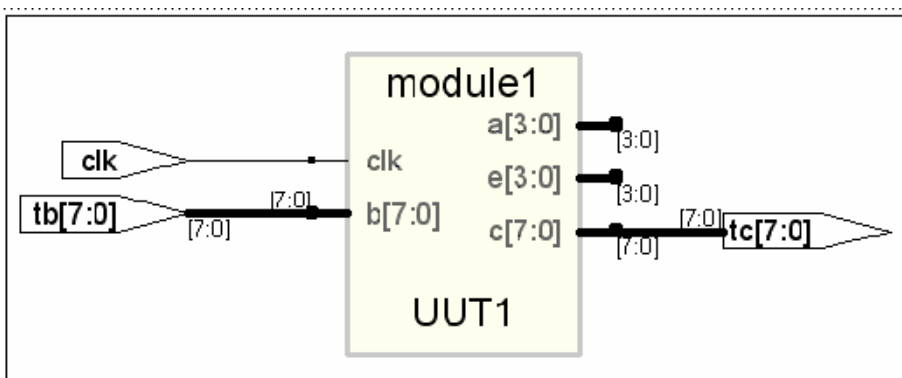 module1
a[3:0]
[3:0]
clk
clk
e[3:0]
[3:0]
tb[7:0]
[7:0]
[7:0]
b[7:0]
c[7:0]
[7:0]
[7:0]
tc[7:0]
UUT1